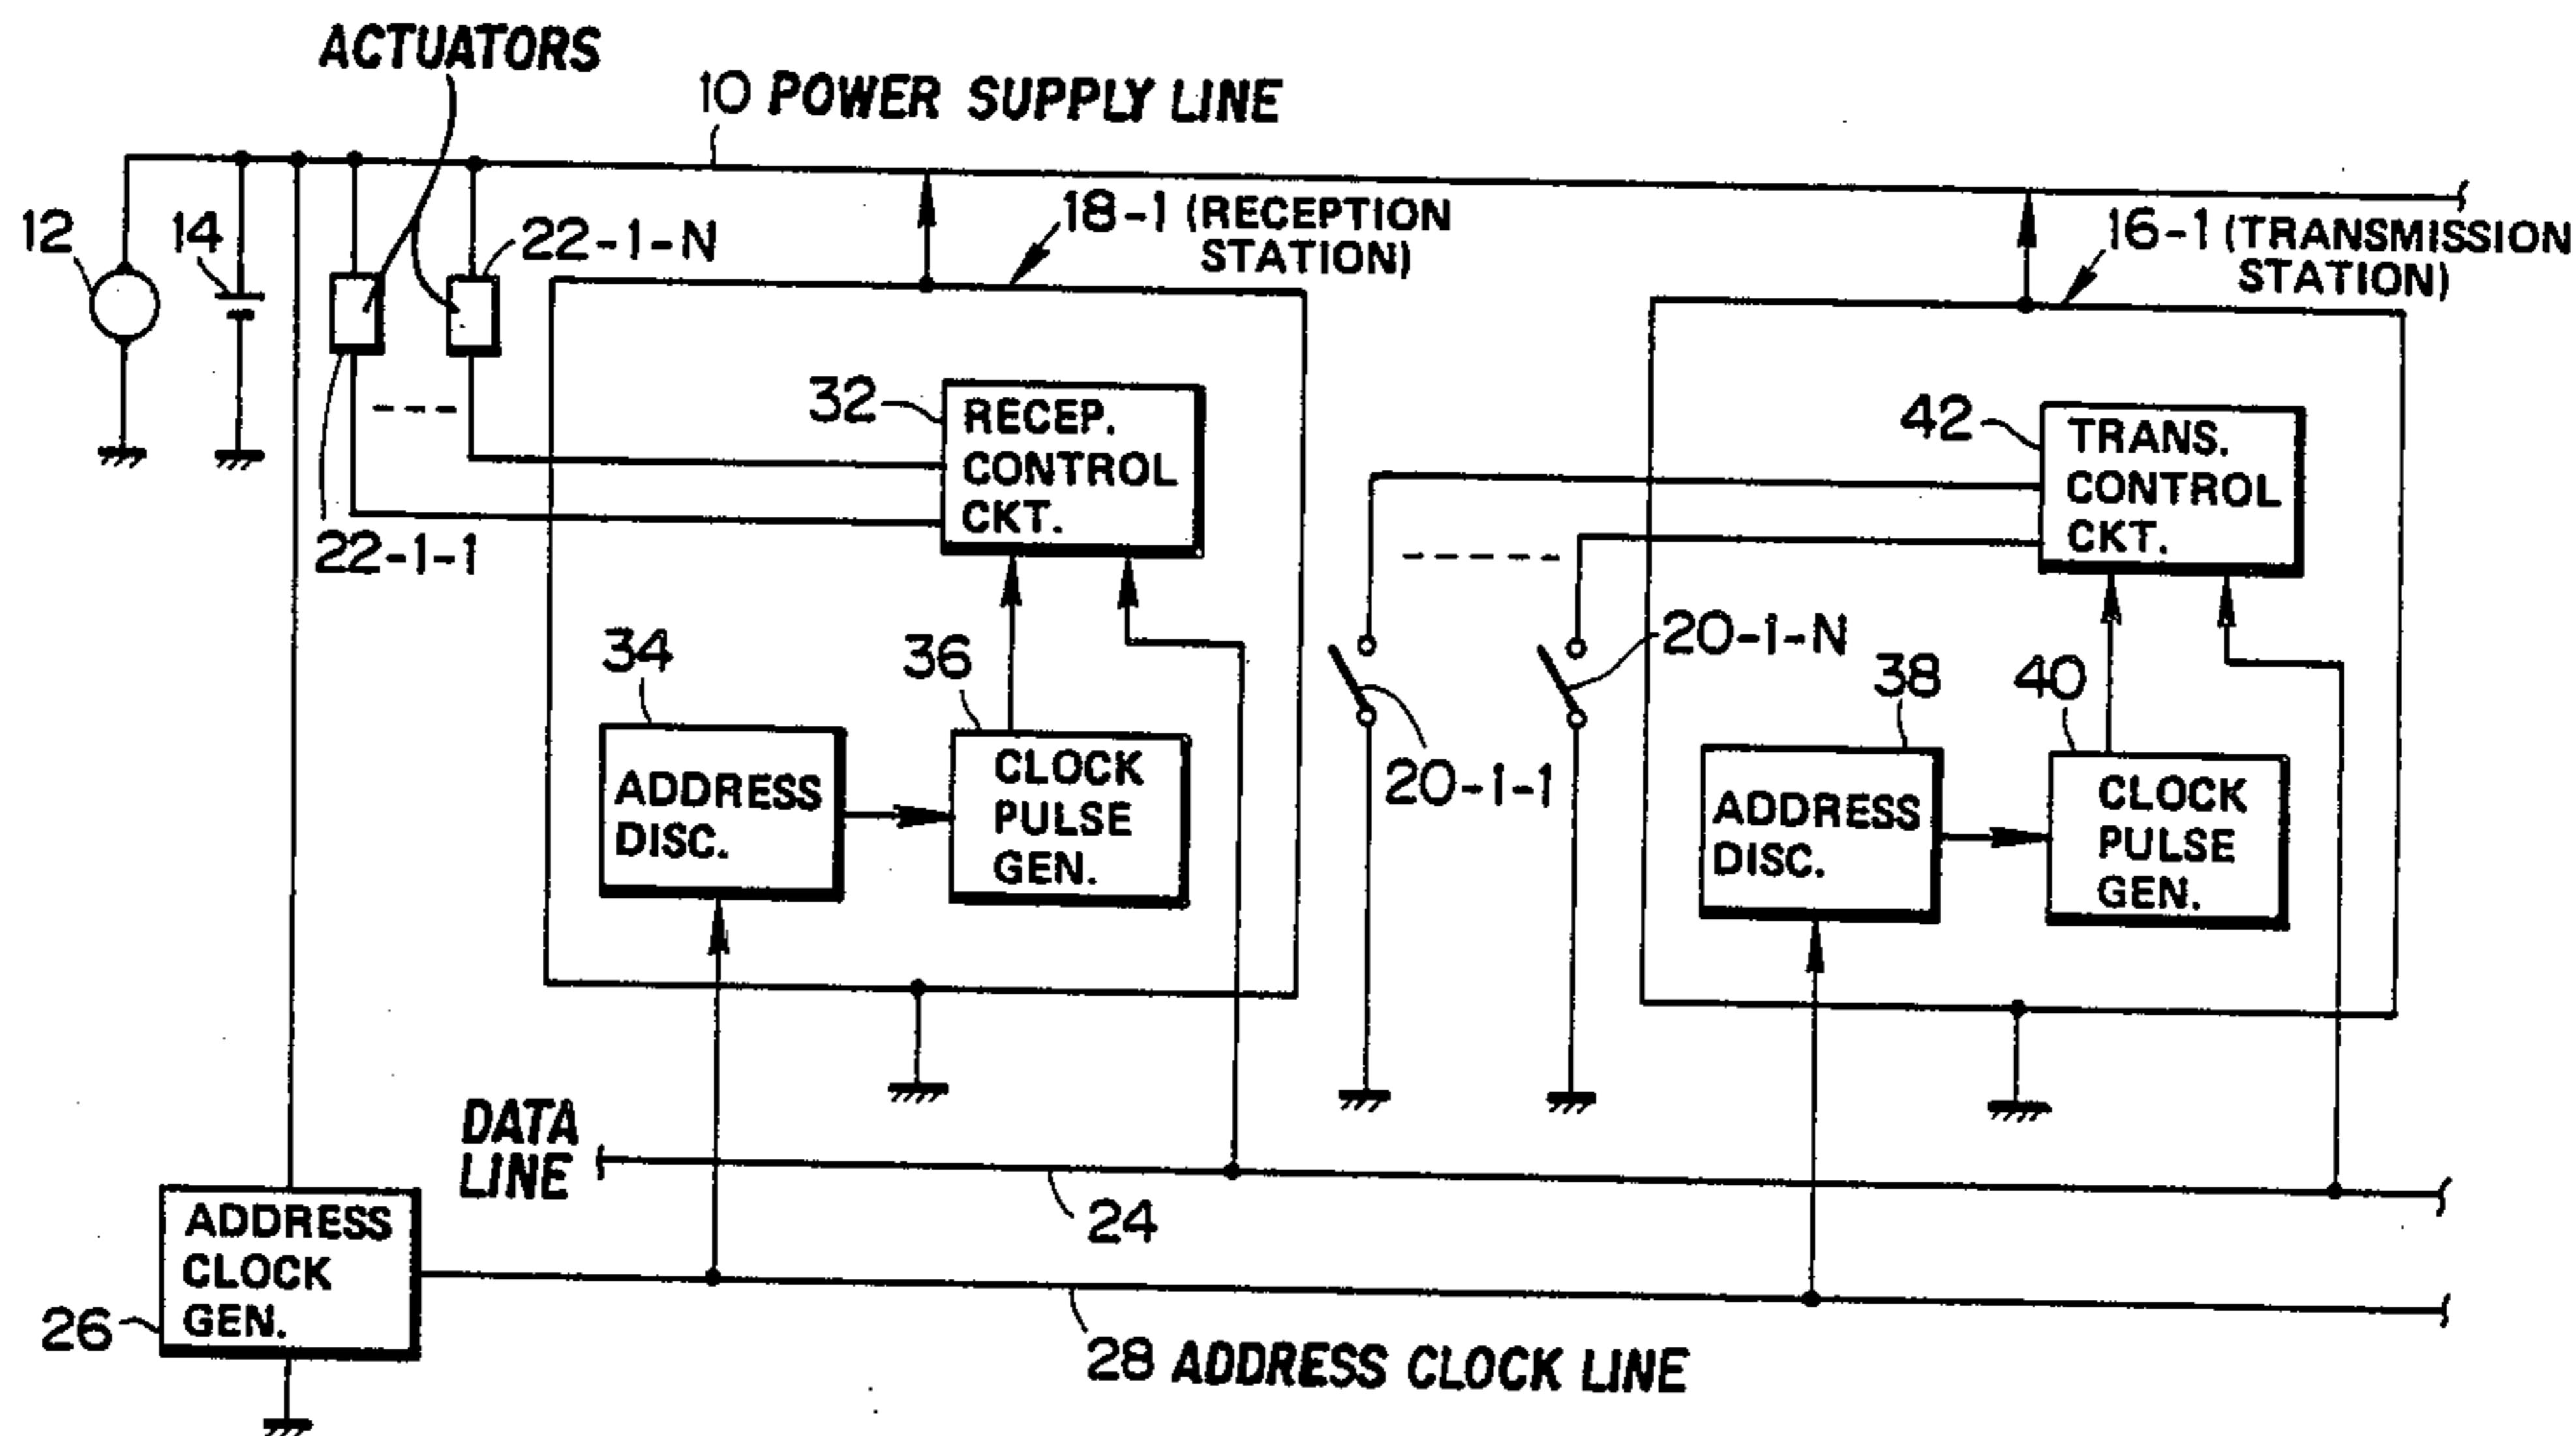 ACTUATORS
10 POWER SUPPLY LINE
12
14
22-1-N
18-1 (RECEPTION
STATION)
16-1 (TRANSMISSION
STATION)
32
RECEP.
CONTROL
CKT.
42
TRANS.
CONTROL
CKT.
22-1-1
34
36
20-1-N
38
40
ADDRESS
DISC.
CLOCK
PULSE
GEN.
20-1-1
ADDRESS
DISC.
CLOCK
PULSE
GEN.
DATA
LINE
24
ADDRESS
CLOCK
GEN.
26
28 ADDRESS CLOCK LINE